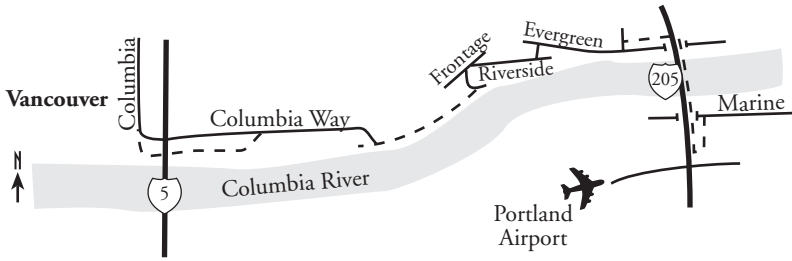 Evergreen
Frontage
Riverside
205
Columbia
Vancouver
Columbia Way
Marine
N
5
Columbia River
Portland
Airport